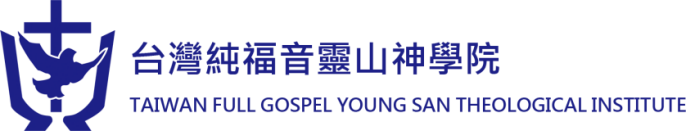 台灣純福音靈山神學院
TAIWAN FULL GOSPEL YOUNG SAN THEOLOGICAL INSTITUTE